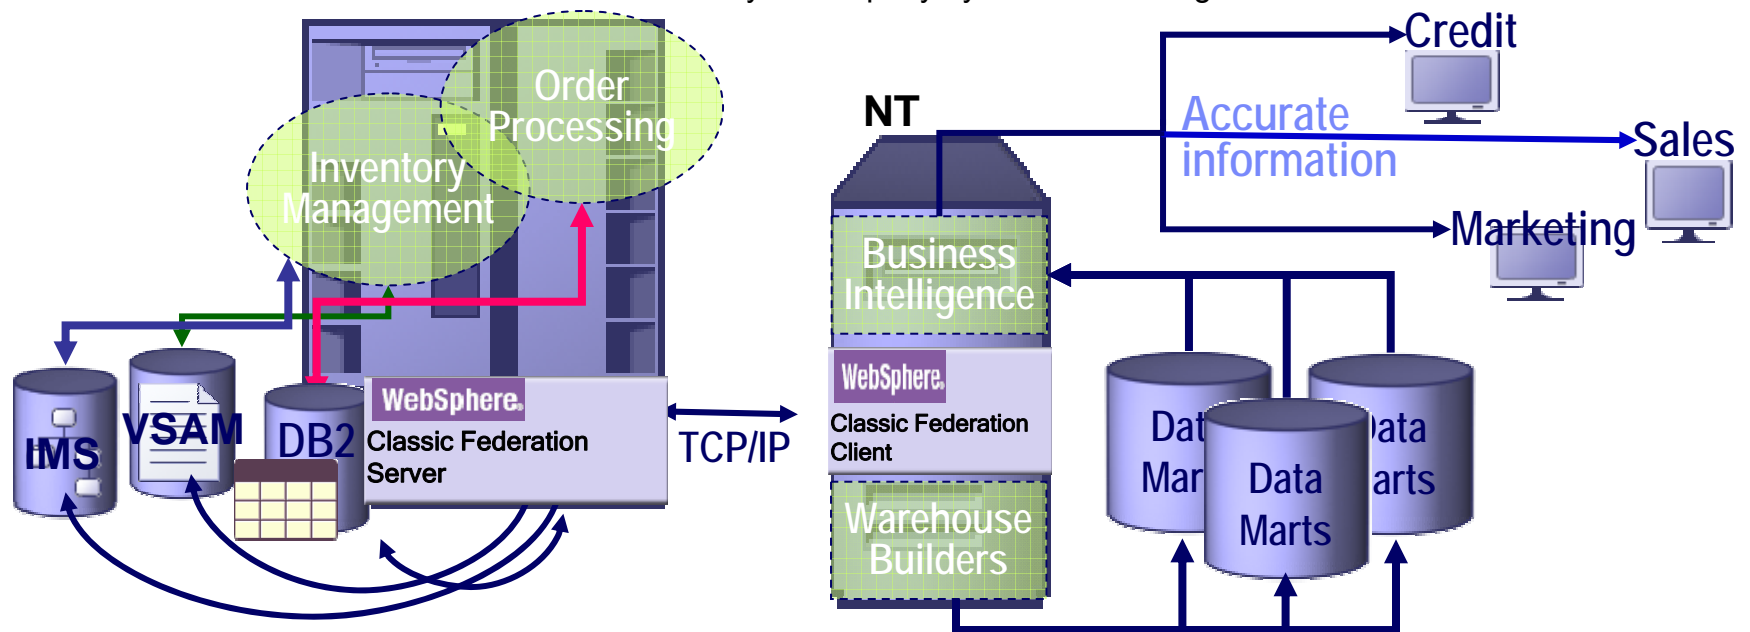 Order
Processing
Inventory
Management
IMS
VSAM
DB2
WebSphere.
Classic Federation
Server
TCP/IP
NT
Business
Intelligence
WebSphere.
Classic Federation
Client
Warehouse
Builders
Accurate
information
Credit
Sales
Marketing
Data
Marts